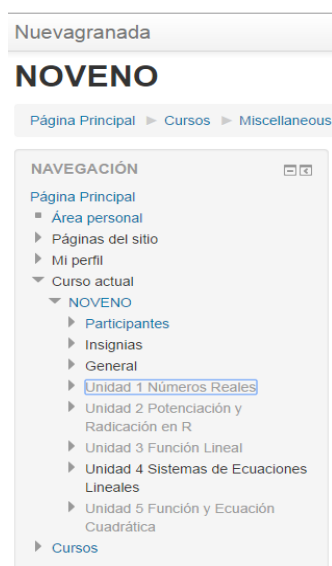 Nuevagranada
NOVENO
Página Principal Cursos Miscellaneous
NAVEGACIÓN
Página Principal
Área personal
Páginas del sitio
Mi perfil
Curso actual
NOVENO
Participantes
Insignias
General
Unidad 1 Números Reales
Unidad 2 Potenciación y
Radicación en R
Unidad 3 Función Lineal
Unidad 4 Sistemas de Ecuaciones
Lineales
Unidad 5 Función y Ecuación
Cuadrática
Cursos